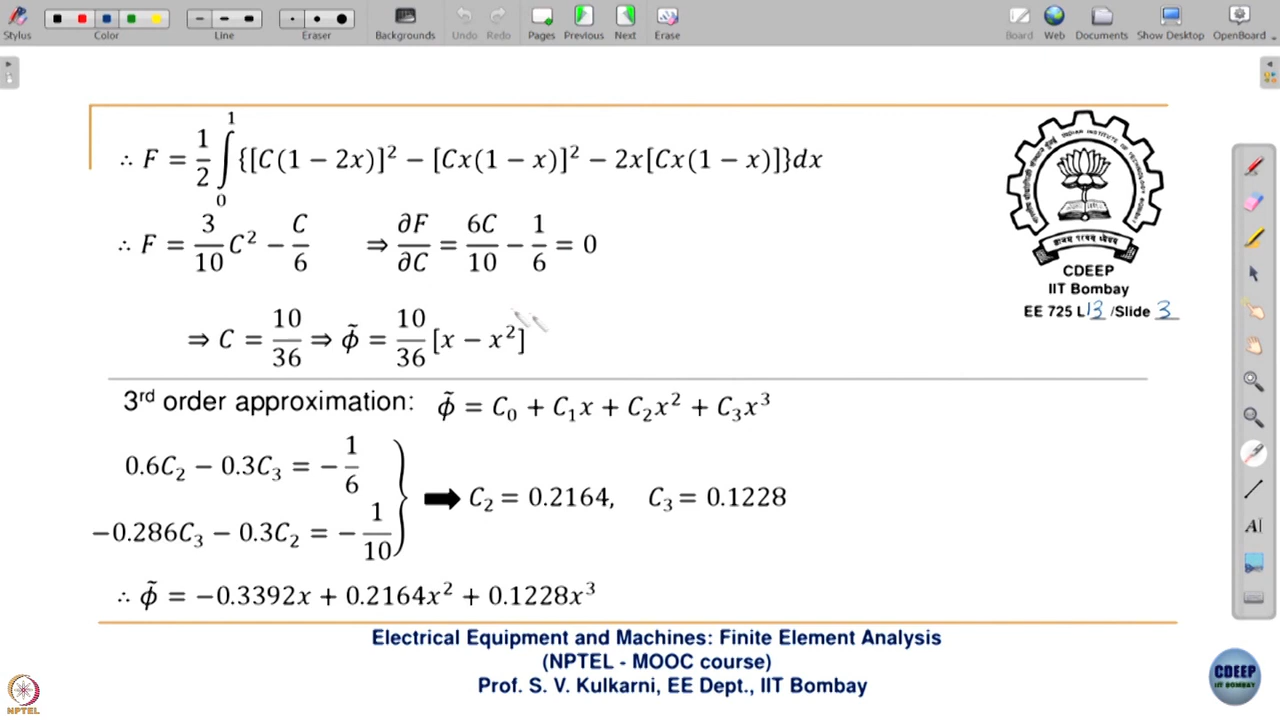 Stylus Color Line Eraser Backgrounds Undo Redo Pages Previous Next Erase Board Web Documents Show Desktop OpenBoard
∴ F = 1/2 ∫₀¹ {[C(1 − 2x)]² − [Cx(1 − x)]² − 2x[Cx(1 − x)]}dx
∴ F = 3/10 C² − C/6 ⇒ ∂F/∂C = 6C/10 − 1/6 = 0
⇒ C = 10/36 ⇒ ϕ̃ = 10/36 [x − x²]
CDEEP
IIT Bombay
EE 725 L 13 /Slide 3
3rd order approximation: ϕ̃ = C₀ + C₁x + C₂x² + C₃x³
0.6C₂ − 0.3C₃ = − 1/6
−0.286C₃ − 0.3C₂ = − 1/10
C₂ = 0.2164, C₃ = 0.1228
∴ ϕ̃ = −0.3392x + 0.2164x² + 0.1228x³
Electrical Equipment and Machines: Finite Element Analysis
(NPTEL - MOOC course)
Prof. S. V. Kulkarni, EE Dept., IIT Bombay
NPTEL
CDEEP
IIT BOMBAY